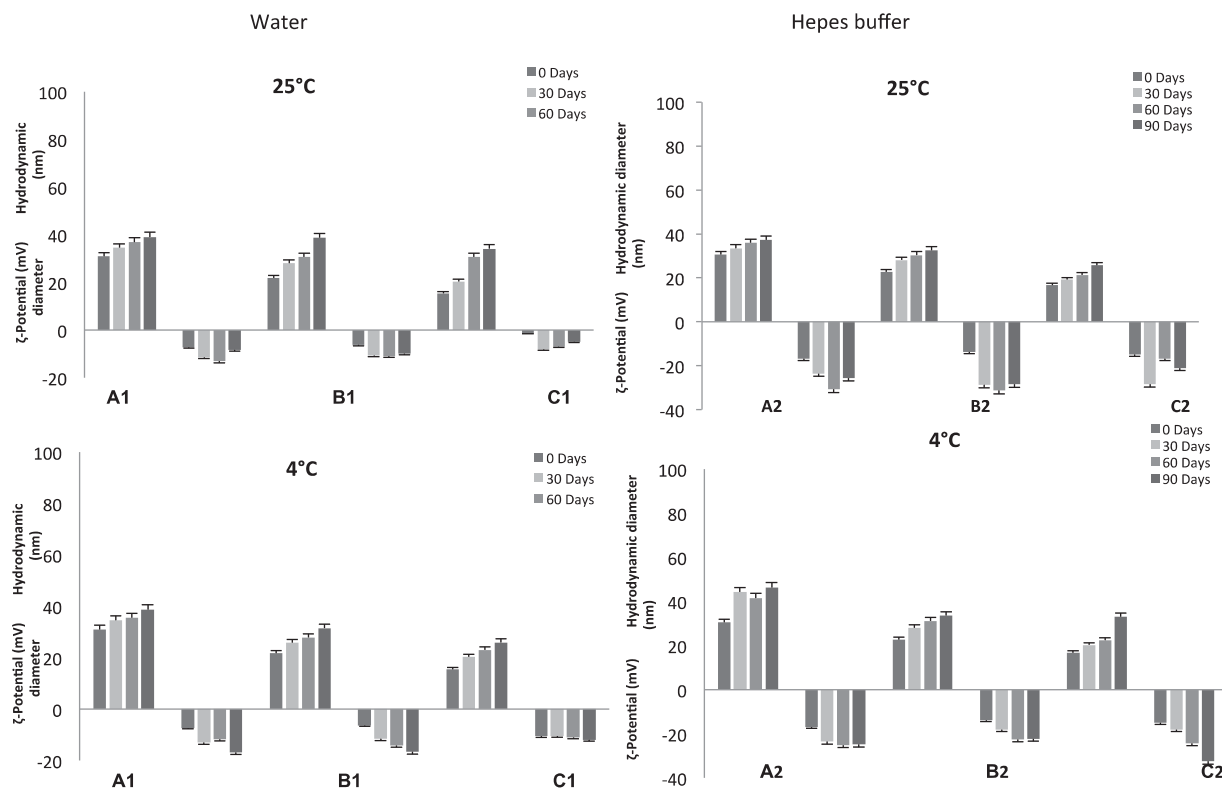 Water
Hepes buffer
25°C
0 Days
30 Days
60 Days
100
80
60
40
20
0
-20
Hydrodynamic
(nm)
ζ-Potential (mV)
diameter
A1
B1
C1
25°C
0 Days
30 Days
60 Days
90 Days
100
80
60
40
20
0
-20
-40
Hydrodynamic diameter
(nm)
ζ-Potential (mV)
A2
B2
C2
4°C
0 Days
30 Days
60 Days
100
80
60
40
20
0
-20
Hydrodynamic
(nm)
ζ-Potential (mV)
diameter
A1
B1
C1
4°C
0 Days
30 Days
60 Days
90 Days
100
80
60
40
20
0
-20
-40
Hydrodynamic diameter
(nm)
ζ-Potential (mV)
A2
B2
C2